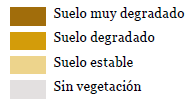 Suelo muy degradado
Suelo degradado
Suelo estable
Sin vegetación